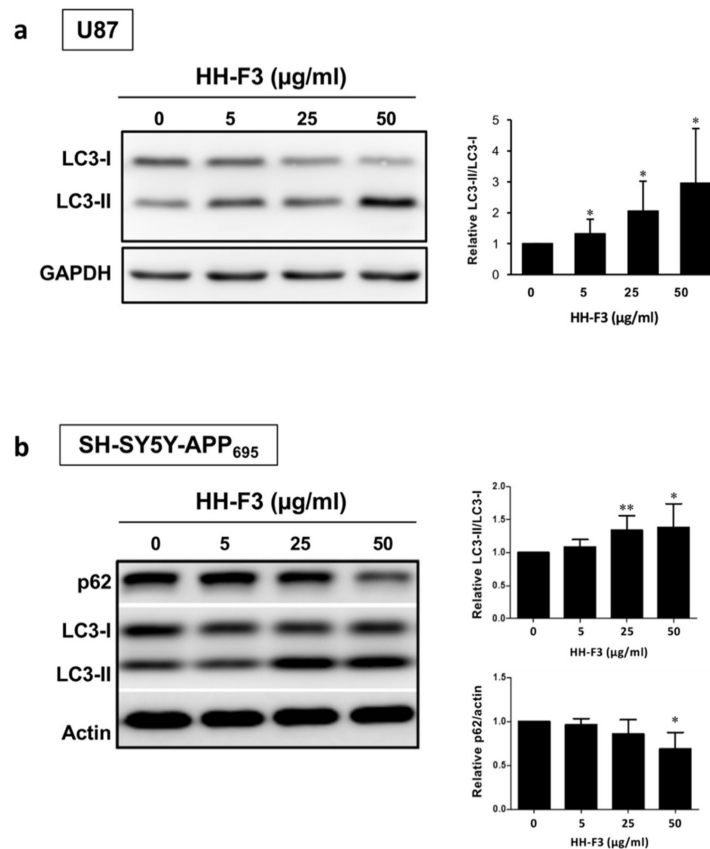 a U87
HH-F3 (µg/ml)
0 5 25 50
LC3-I
LC3-II
GAPDH
Relative LC3-II/LC3-I
5
4
3
2
1
0
* * *
0 5 25 50
HH-F3 (µg/ml)
b SH-SY5Y-APP695
HH-F3 (µg/ml)
0 5 25 50
p62
LC3-I
LC3-II
Actin
Relative LC3-II/LC3-I
2.0
1.5
1.0
0.5
0.0
** *
0 5 25 50
HH-F3 (µg/ml)
Relative p62/actin
1.5
1.0
0.5
0.0
*
0 5 25 50
HH-F3 (µg/ml)